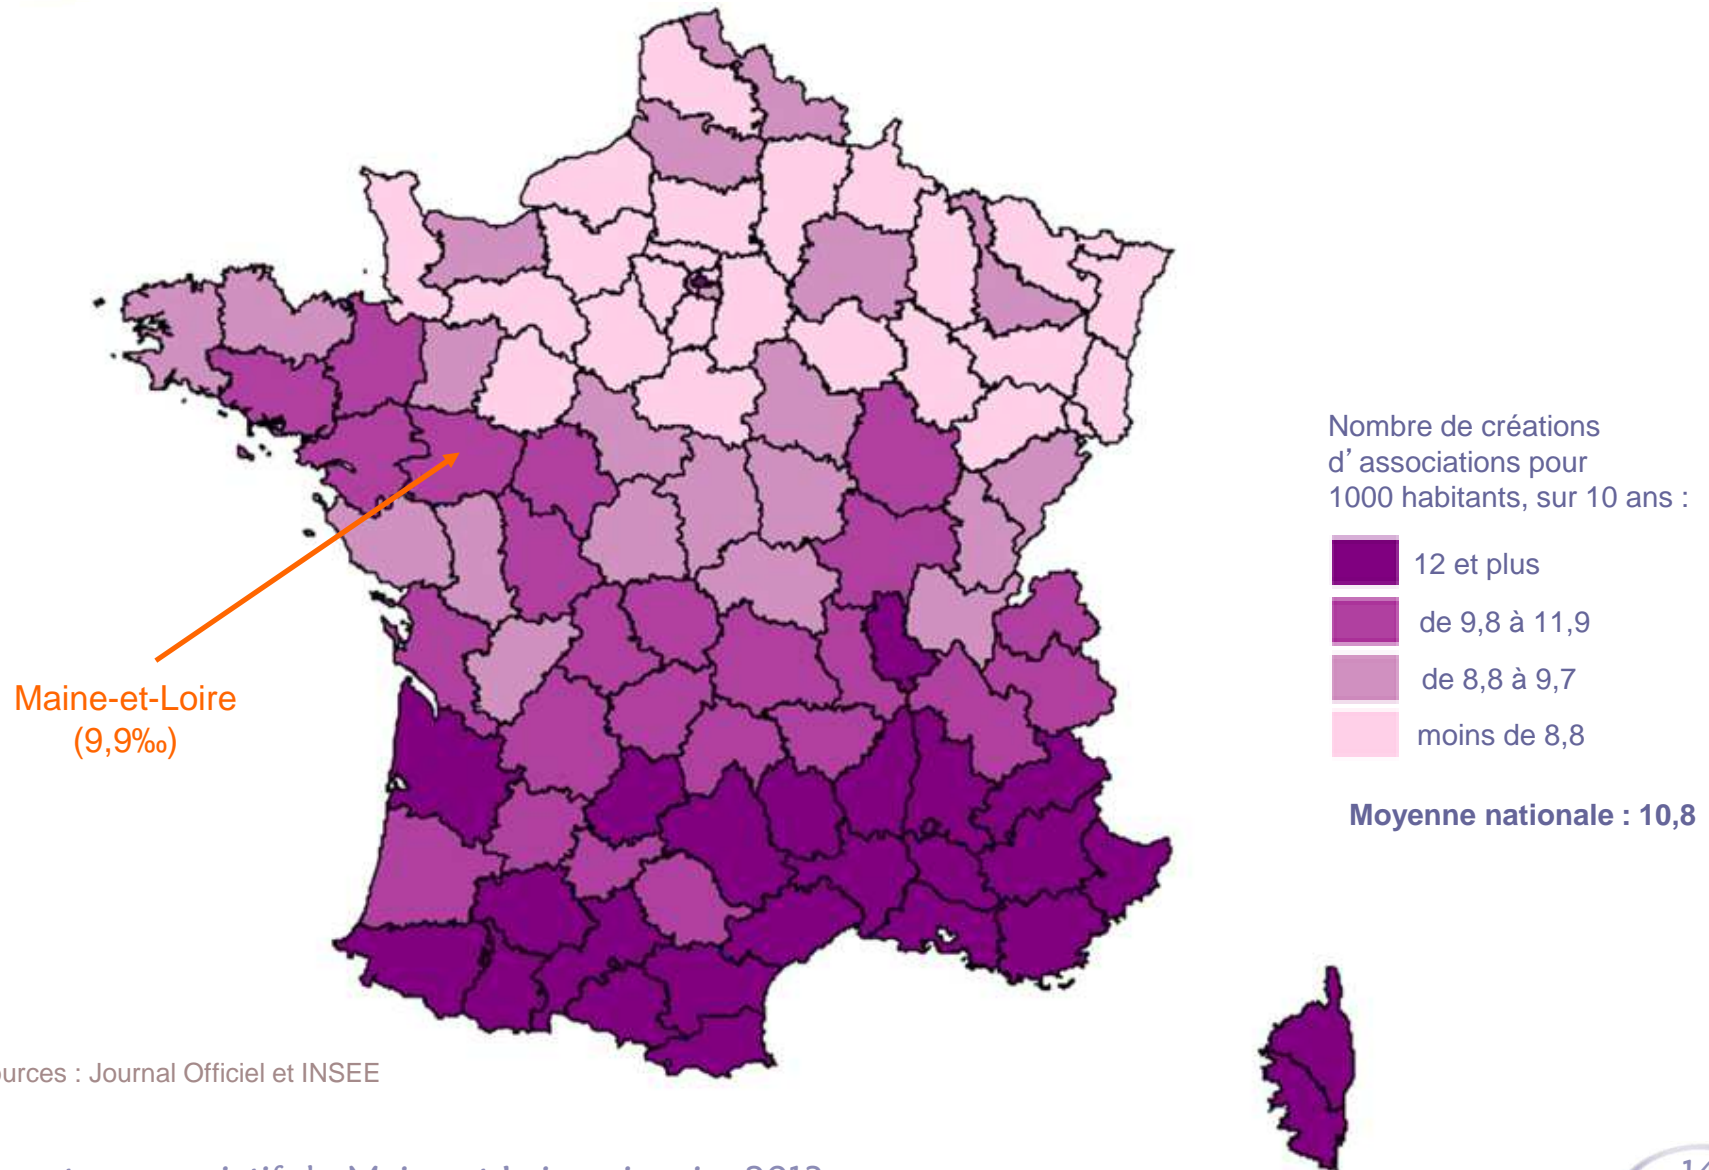 Nombre de créations
d’associations pour
1000 habitants, sur 10 ans :
12 et plus
de 9,8 à 11,9
de 8,8 à 9,7
moins de 8,8
Moyenne nationale : 10,8
Maine-et-Loire
(9,9‰)
ources : Journal Officiel et INSEE